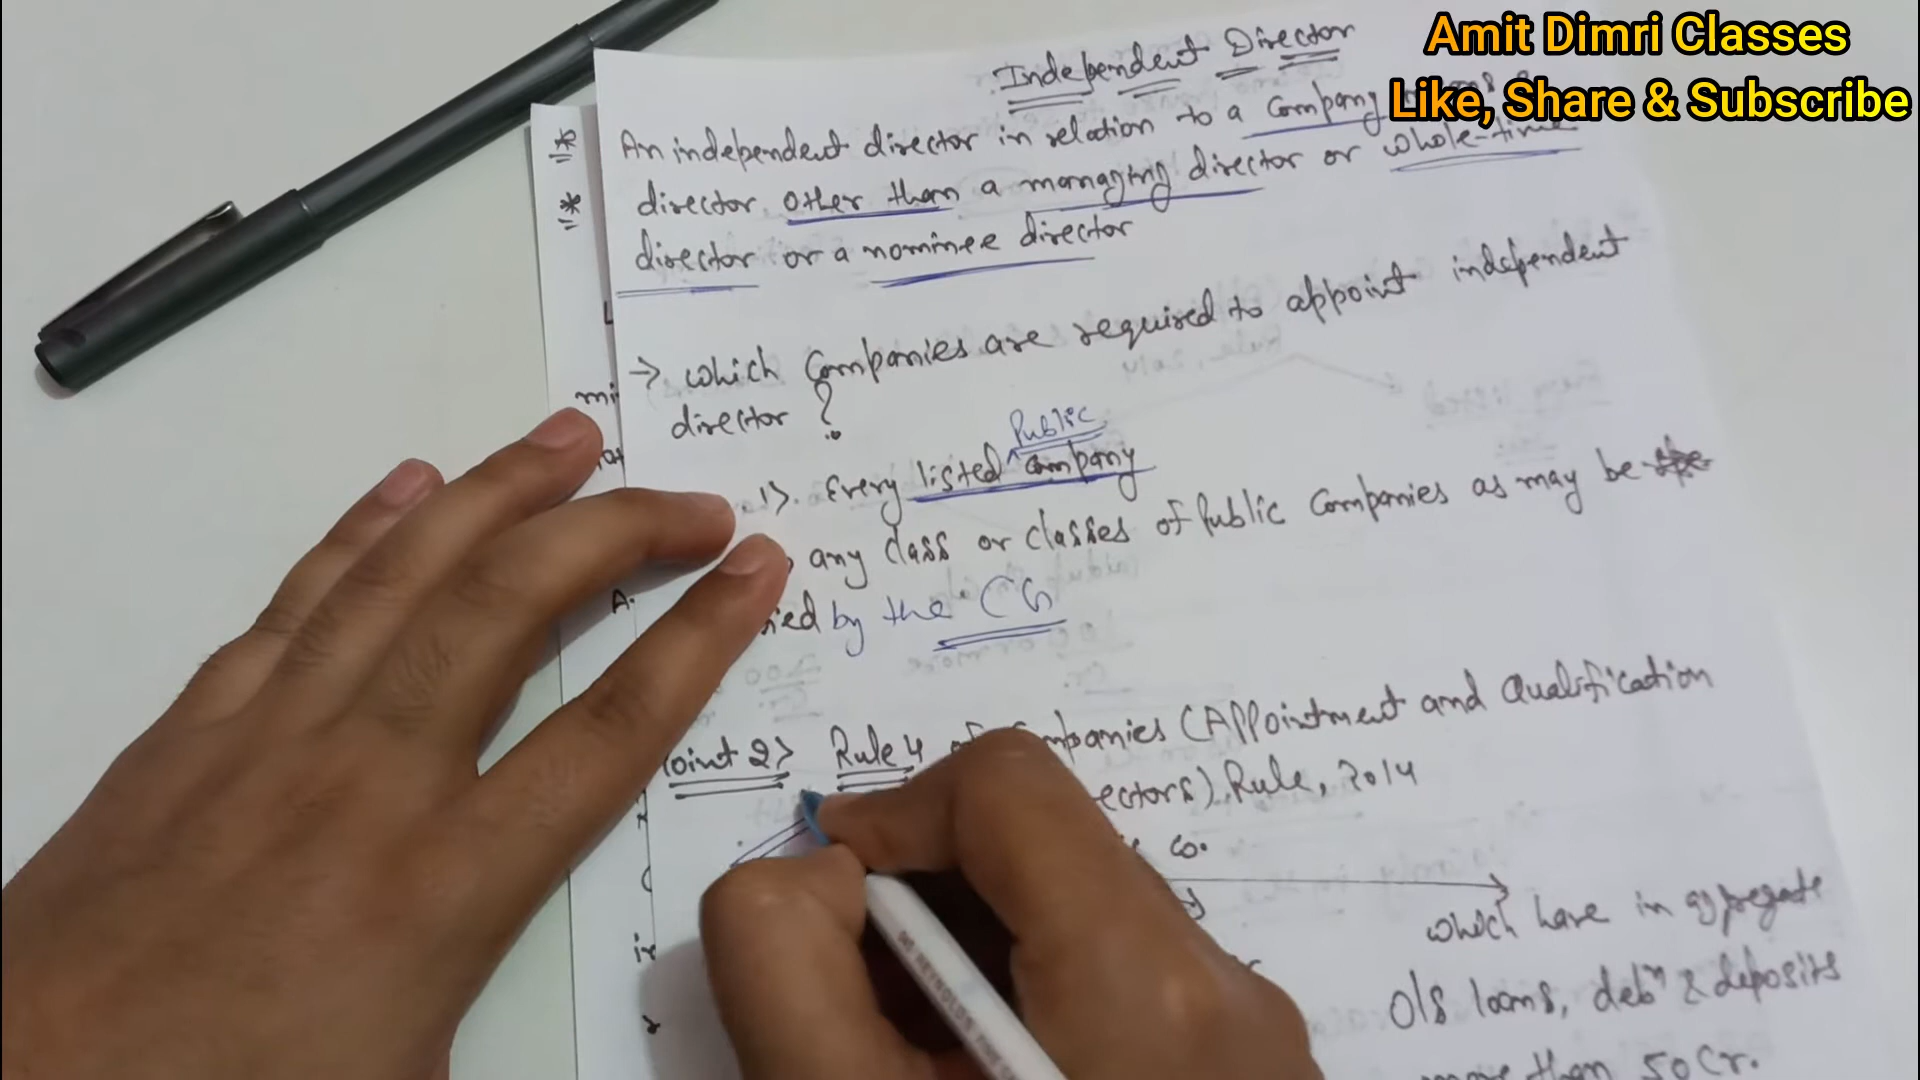 Amit Dimri Classes
Like, Share & Subscribe
Independent Director
* An independent director in relation to a company
* director other than a managing director or whole-time
director or a nominee director
→ which Companies are required to appoint independent
director ?
Public
1). Every listed ^ company
any class or classes of Public Companies as may be
by the CG
Point 2) Rule 4 of Companies (Appointment and Qualification
Rule, 2014
co.
which have in aggregate
O/s loans, debⁿ & deposits
more than 50 Cr.